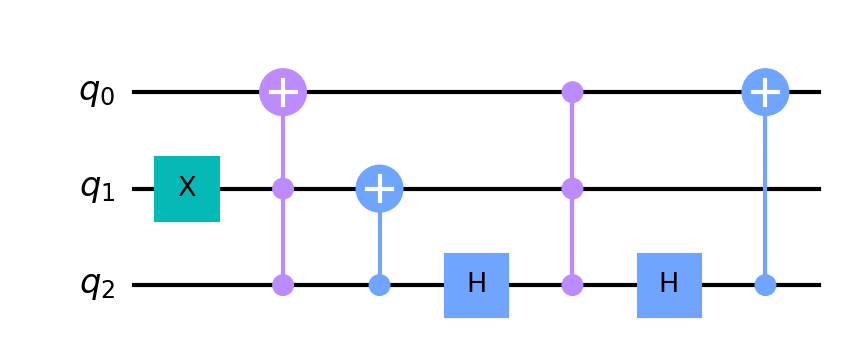 q₀
X
q₁
q₂ H H